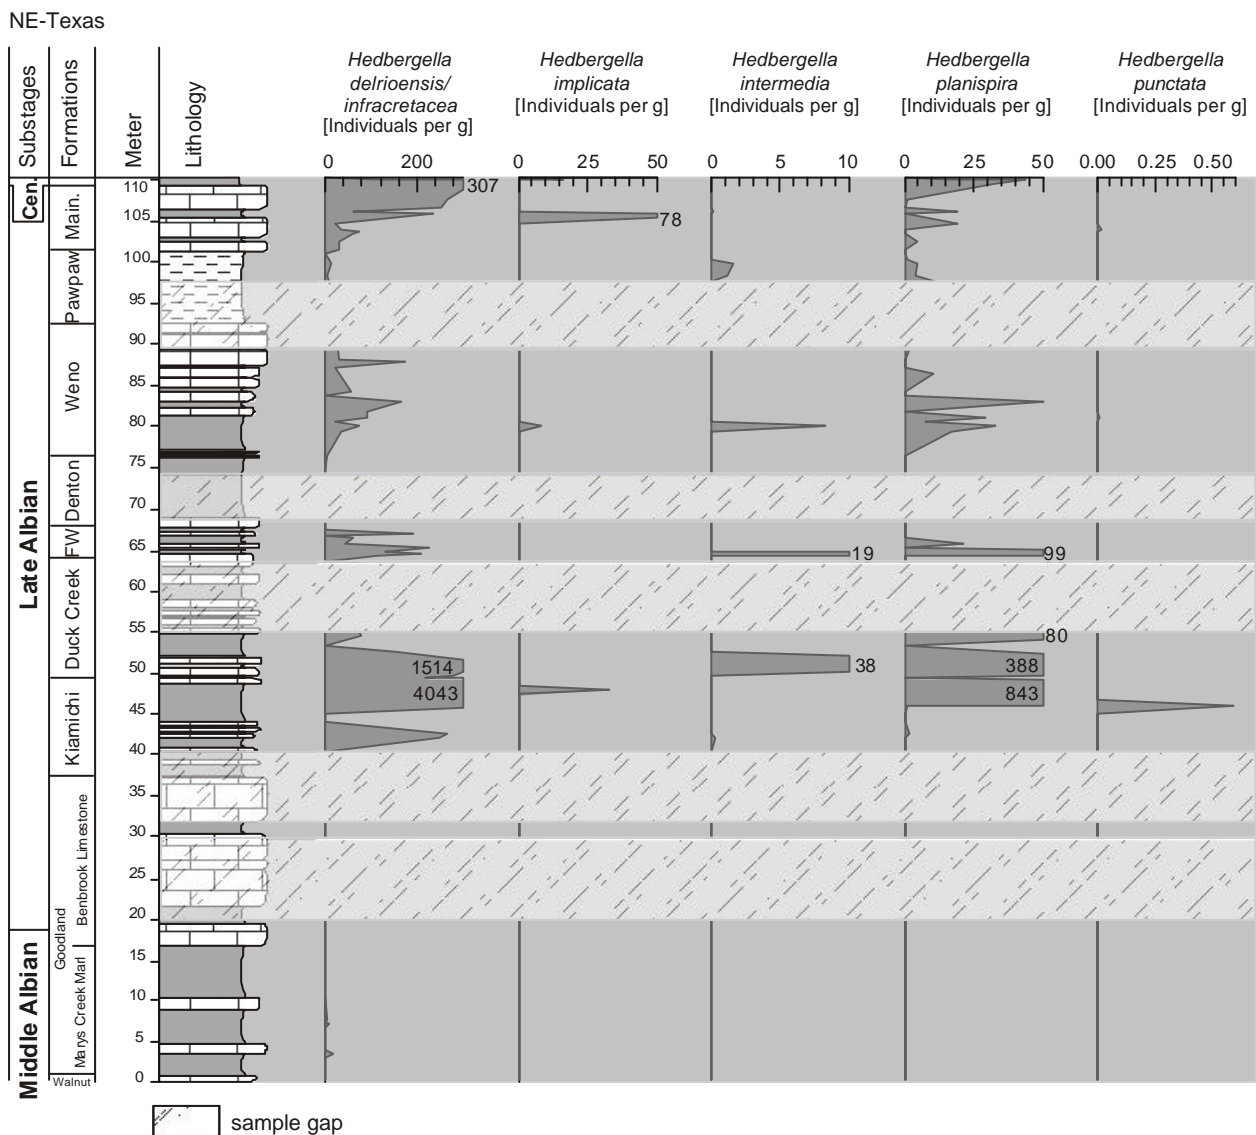 NE-Texas
Substages
Formations
Meter
Lithology
Hedbergella
delrioensis/
infracretacea
[Individuals per g]
Hedbergella
implicata
[Individuals per g]
Hedbergella
intermedia
[Individuals per g]
Hedbergella
planispira
[Individuals per g]
Hedbergella
punctata
[Individuals per g]
0 200
0 25 50
0 5 10
0 25 50
0.00 0.25 0.50
Cen.
Late Albian
Middle Albian
Main.
Pawpaw
Weno
Denton
FW
Duck Creek
Kiamichi
Goodland
Benbrook Limestone
Marys Creek Marl
Walnut
110
105
100
95
90
85
80
75
70
65
60
55
50
45
40
35
30
25
20
15
10
5
0
307
78
19
99
80
1514
38
388
4043
843
sample gap